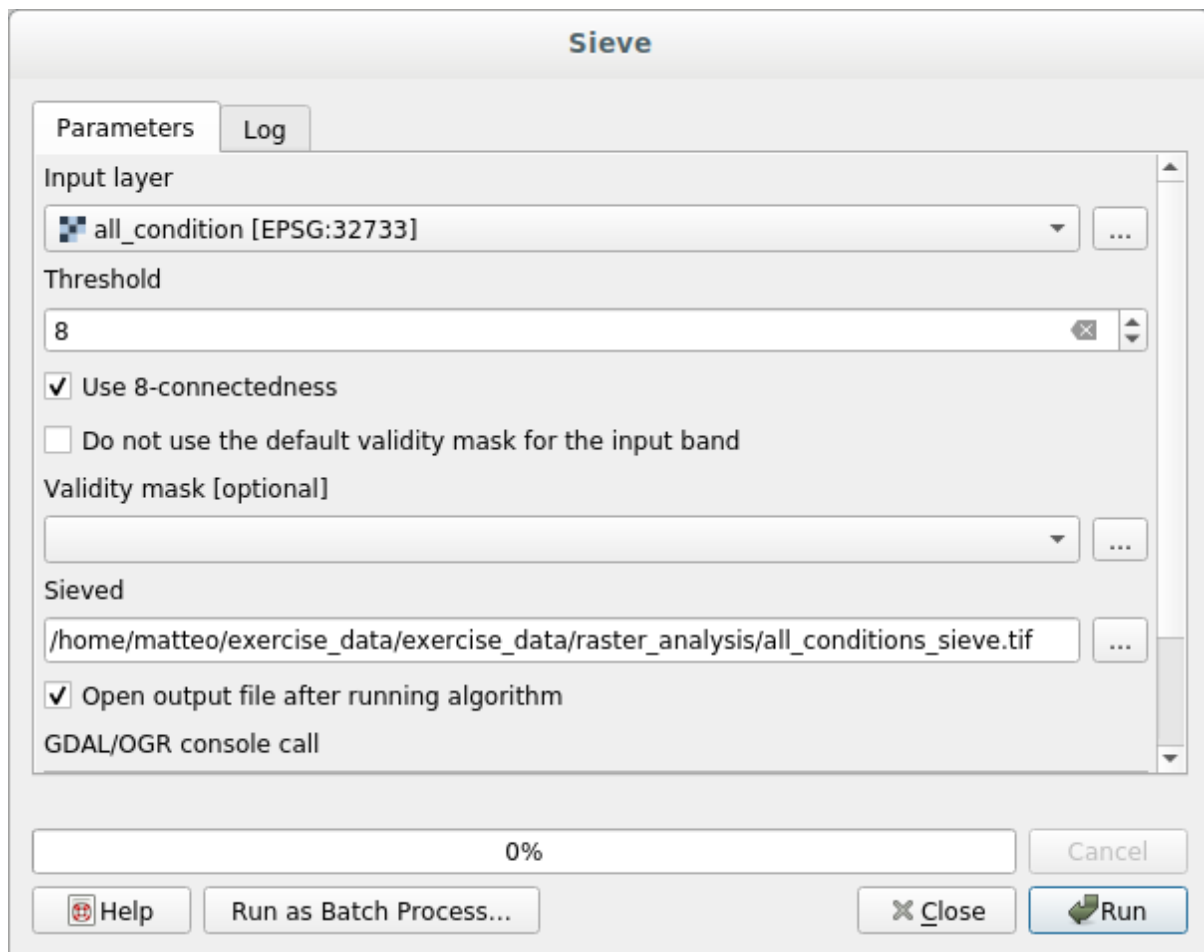 Sieve
Parameters
Log
Input layer
all_condition [EPSG:32733]
...
Threshold
8
Use 8-connectedness
Do not use the default validity mask for the input band
Validity mask [optional]
...
Sieved
/home/matteo/exercise_data/exercise_data/raster_analysis/all_conditions_sieve.tif
...
Open output file after running algorithm
GDAL/OGR console call
0%
Cancel
Help
Run as Batch Process...
Close
Run